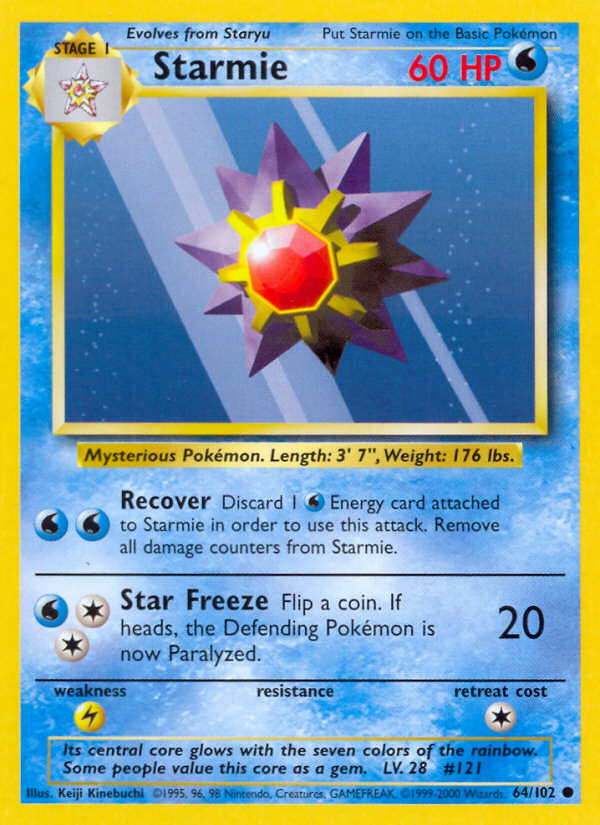 Evolves from Staryu Put Starmie on the Basic Pokémon
STAGE 1
Starmie 60 HP
Mysterious Pokémon. Length: 3' 7", Weight: 176 lbs.
Recover Discard 1 Energy card attached
to Starmie in order to use this attack. Remove
all damage counters from Starmie.
Star Freeze Flip a coin. If
heads, the Defending Pokémon is
now Paralyzed.
20
weakness resistance retreat cost
Its central core glows with the seven colors of the rainbow.
Some people value this core as a gem. LV. 28 #121
Illus. Keiji Kinebuchi ©1995, 96, 98 Nintendo, Creatures, GAMEFREAK. ©1999-2000 Wizards. 64/102